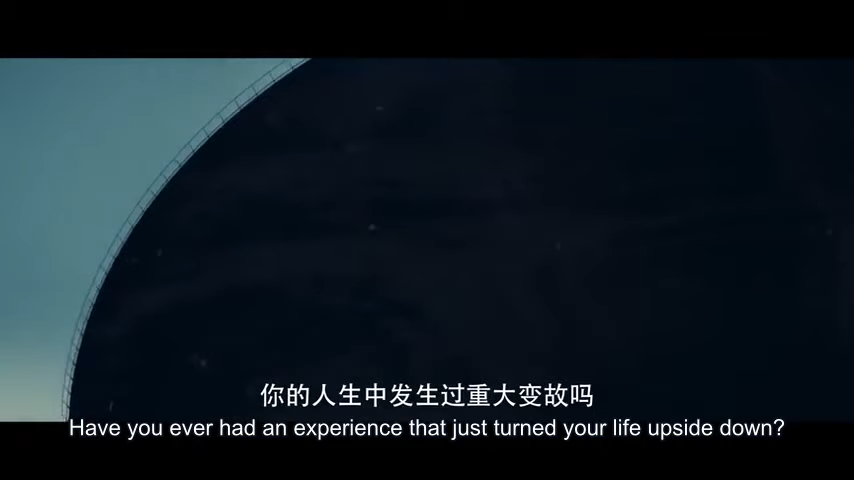 你的人生中发生过重大变故吗
Have you ever had an experience that just turned your life upside down?